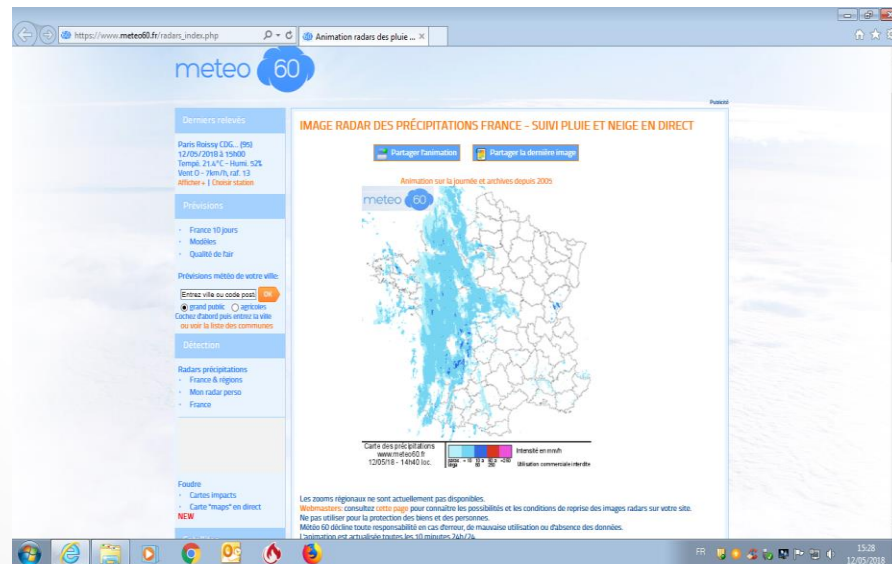 https://www.meteo60.fr/radars_index.php
Animation radars des pluie ...
meteo 60
Publicité
Derniers relevés
Paris Roissy CDG... (95)
12/05/2018 à 15h00
Tempé. 21.4°C - Humi. 52%
Vent O - 7km/h, raf. 13
Afficher + | Choisir station
Prévisions
France 10 jours
Modèles
Qualité de l'air
Prévisions météo de votre ville:
Entrez ville ou code post
OK
grand public agricoles
Cochez d'abord puis entrez la ville
ou voir la liste des communes
Détection
Radars précipitations
France & régions
Mon radar perso
France
Foudre
Cartes impacts
Carte "maps" en direct
NEW
IMAGE RADAR DES PRÉCIPITATIONS FRANCE - SUIVI PLUIE ET NEIGE EN DIRECT
Partager l'animation
Partager la dernière image
Animation sur la journée et archives depuis 2005
meteo 60
Carte des précipitations
www.meteo60.fr
12/05/18 - 14h40 loc.
Intensité en mm/h
Utilisation commerciale interdite
Les zooms régionaux ne sont actuellement pas disponibles.
Webmasters: consultez cette page pour connaître les possibilités et les conditions de reprise des images radars sur votre site.
Ne pas utiliser pour la protection des biens et des personnes.
Météo 60 décline toute responsabilité en cas d'erreur, de mauvaise utilisation ou d'absence des données.
L'animation est actualisée toutes les 10 minutes 24h/24.
FR
15:28
12/05/2018